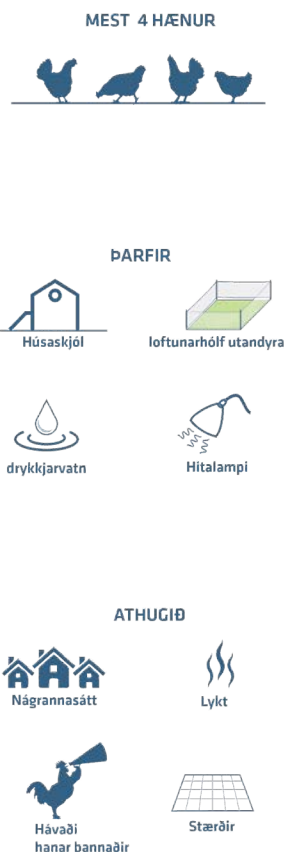 MEST 4 HÆNUR
ÞARFIR
Húsaskjól
loftunarhólf utandyra
drykkjarvatn
Hitalampi
ATHUGIÐ
Nágrannasátt
Lykt
Hávaði
hanar bannaðir
Stærðir